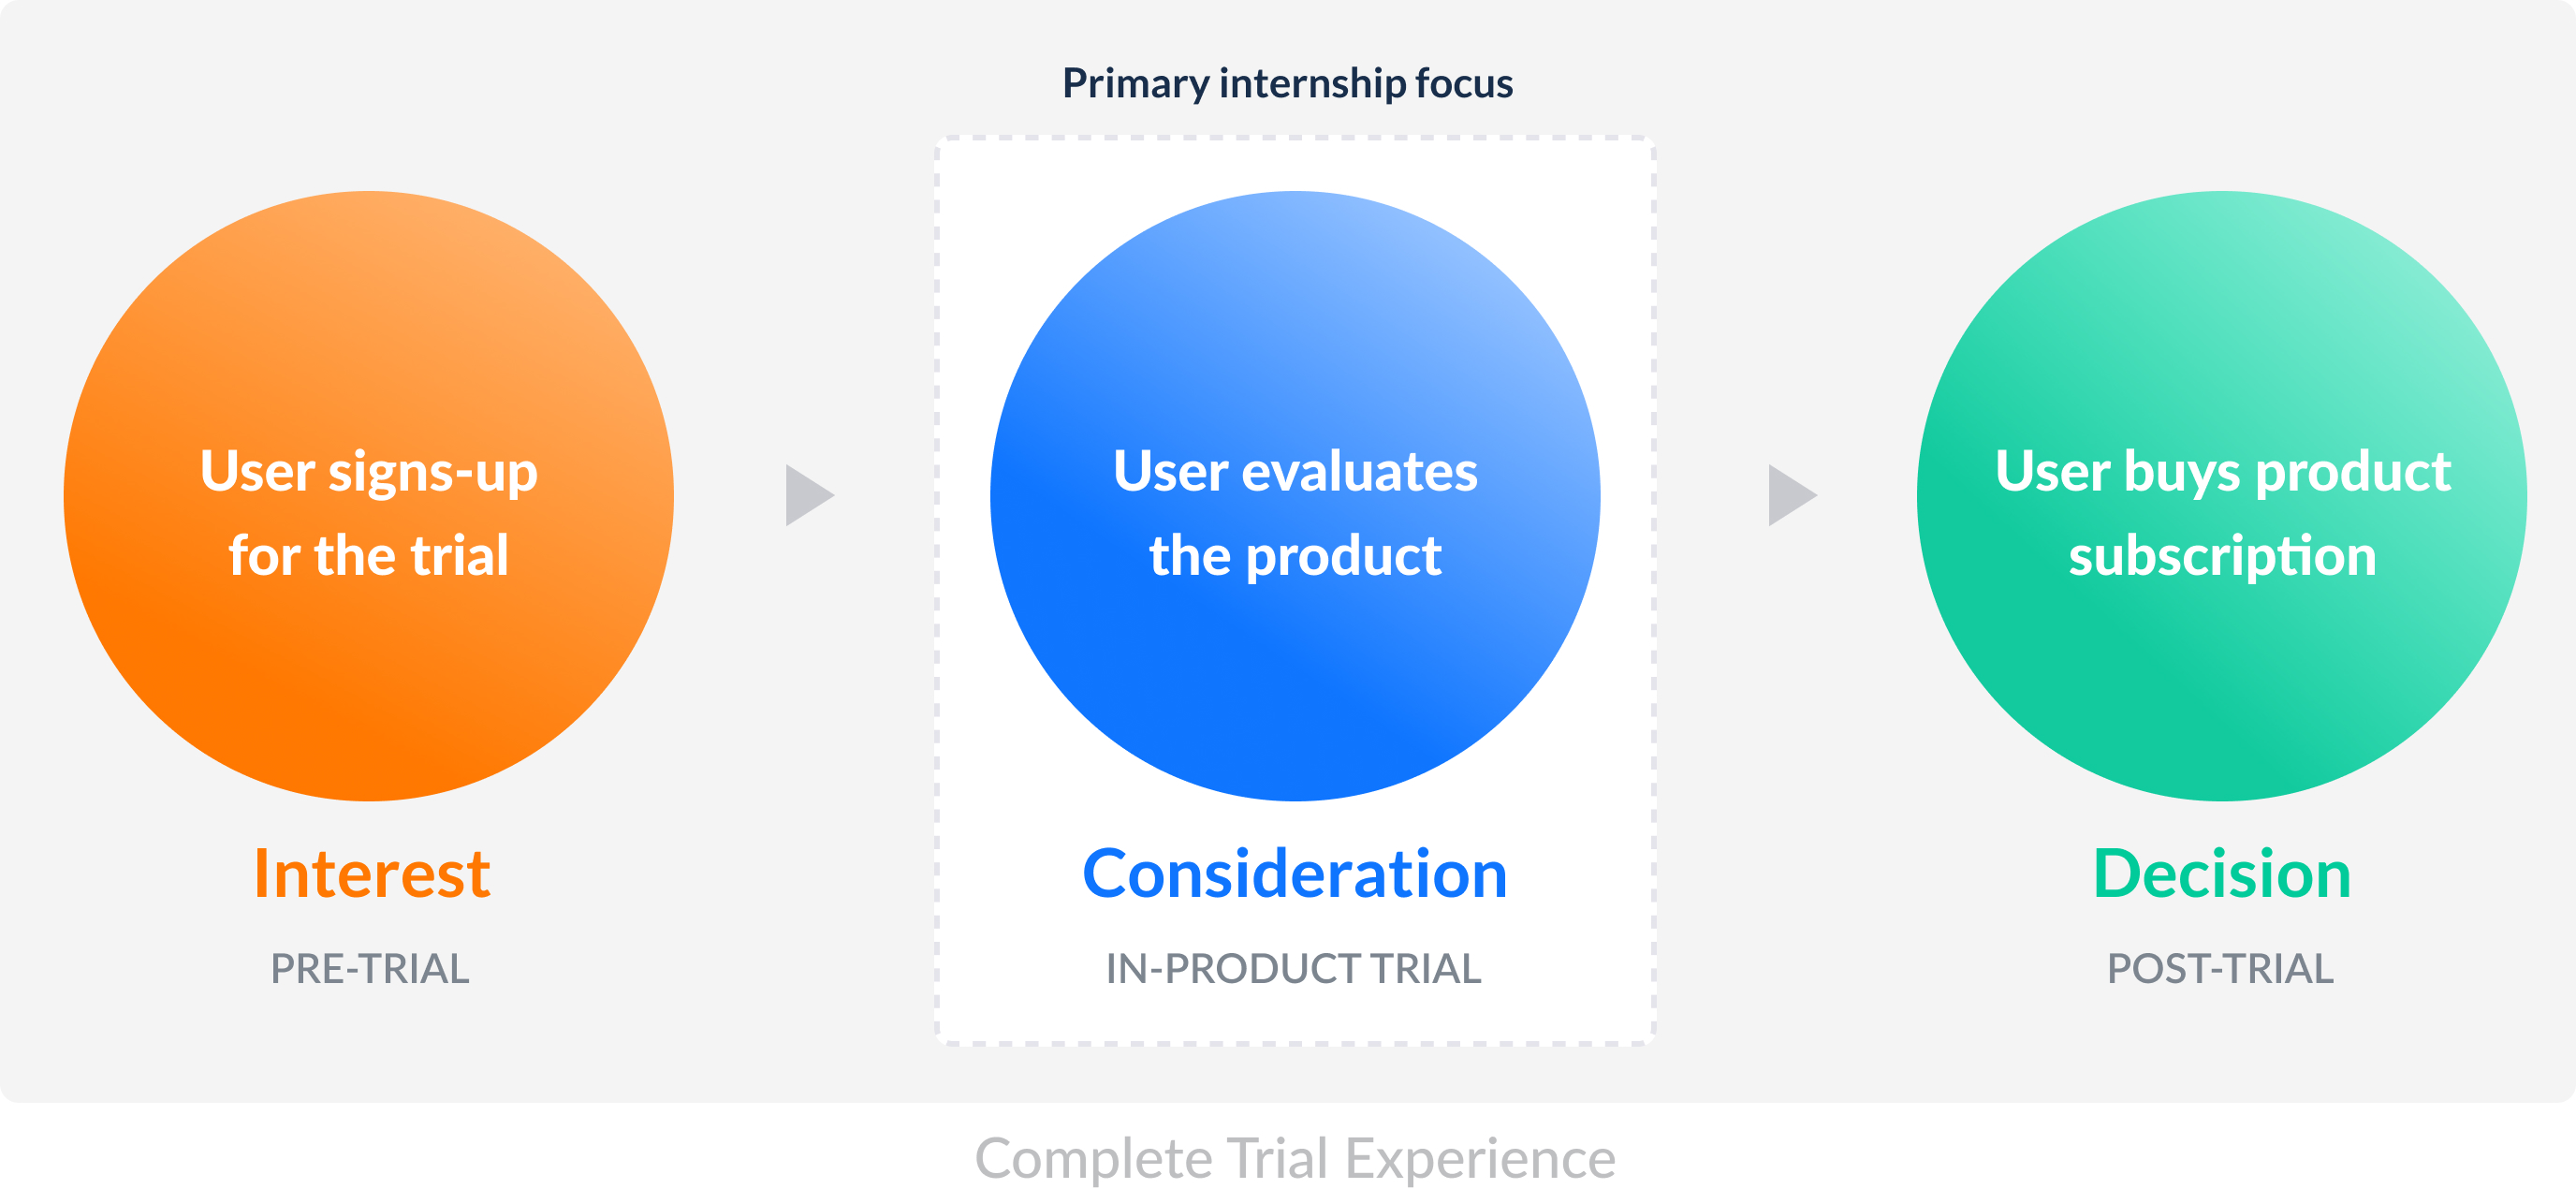 Primary internship focus
User signs-up
for the trial
User evaluates
the product
User buys product
subscription
Interest
Consideration
Decision
PRE-TRIAL
IN-PRODUCT TRIAL
POST-TRIAL
Complete Trial Experience